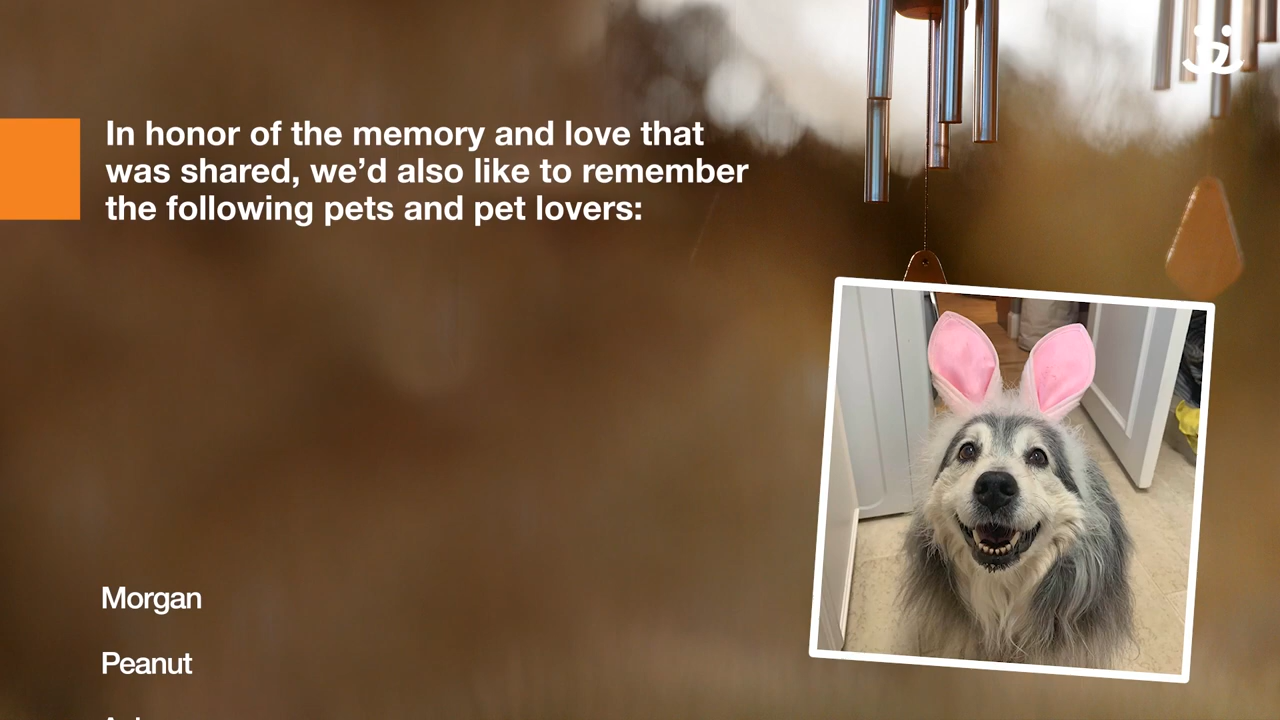 In honor of the memory and love that
was shared, we’d also like to remember
the following pets and pet lovers:
Morgan
Peanut